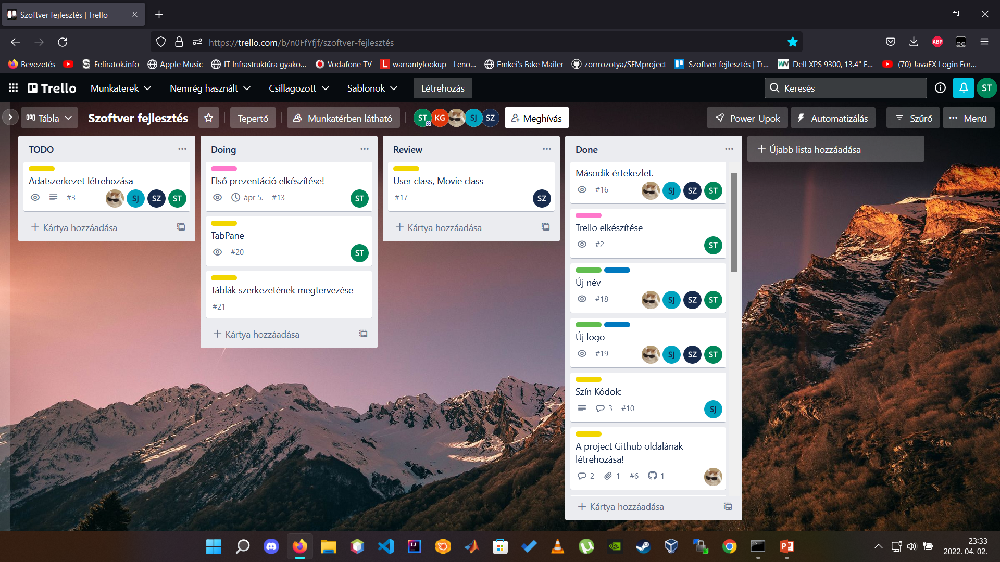 Szoftver fejlesztés | Trello
https://trello.com/b/n0FfYfjf/szoftver-fejlesztés
ABP
Bevezetés
Feliratok.info
Apple Music
IT Infrastruktúra gyako...
Vodafone TV
warrantylookup - Leno...
Emkei's Fake Mailer
zorrrozotya/SFMproject
Szoftver fejlesztés | Tr...
Dell XPS 9300, 13.4" F...
(70) JavaFX Login For...
Trello
Munkaterek
Nemrég használt
Csillagozott
Sablonok
Létrehozás
Keresés
ST
Tábla
Szoftver fejlesztés
Tepertő
Munkatérben látható
ST KG SJ SZ
Meghívás
Power-Upok
Automatizálás
Szűrő
Menü
TODO
Adatszerkezet létrehozása
#3 SJ SZ ST
Kártya hozzáadása
Doing
Első prezentáció elkészítése!
ápr 5. #13 ST
TabPane
#20 ST
Táblák szerkezetének megtervezése
#21
Kártya hozzáadása
Review
User class, Movie class
#17 SZ
Kártya hozzáadása
Done
Második értekezlet.
#16 SJ SZ ST
Trello elkészítése
#2 ST
Új név
#18 SJ SZ ST
Új logo
#19 SJ SZ ST
Szín Kódok:
3 #10 SJ
A project Github oldalának
létrehozása!
2 1 #6 1
Kártya hozzáadása
Újabb lista hozzáadása
23:33
2022. 04. 02.